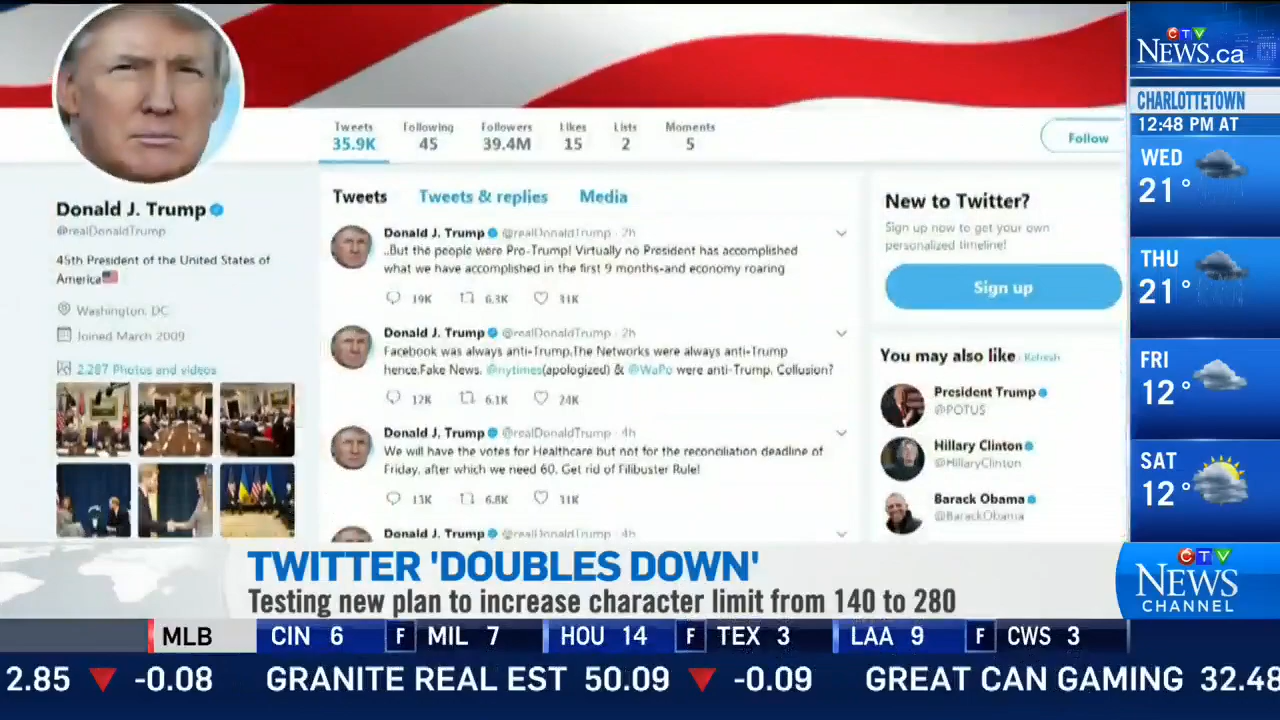 Tweets Following Followers Likes Lists Moments
35.9K 45 39.4M 15 2 5
Follow
Donald J. Trump
@realDonaldTrump
45th President of the United States of
America
Washington, DC
Joined March 2009
2,287 Photos and videos
Tweets Tweets & replies Media
Donald J. Trump @realDonaldTrump · 2h
..But the people were Pro-Trump! Virtually no President has accomplished
what we have accomplished in the first 9 months-and economy roaring
19K 6.3K 31K
Donald J. Trump @realDonaldTrump · 2h
Facebook was always anti-Trump.The Networks were always anti-Trump
hence,Fake News, @nytimes(apologized) & @WaPo were anti-Trump. Collusion?
12K 6.1K 24K
Donald J. Trump @realDonaldTrump · 4h
We will have the votes for Healthcare but not for the reconciliation deadline of
Friday, after which we need 60. Get rid of Filibuster Rule!
13K 6.8K 31K
Donald J. Trump @realDonaldTrump · 4h
New to Twitter?
Sign up now to get your own
personalized timeline!
Sign up
You may also like · Refresh
President Trump
@POTUS
Hillary Clinton
@HillaryClinton
Barack Obama
@BarackObama
CTV
NEWS.ca
CHARLOTTETOWN
12:48 PM AT
WED
21°
THU
21°
FRI
12°
SAT
12°
TWITTER 'DOUBLES DOWN'
Testing new plan to increase character limit from 140 to 280
CTV
NEWS
CHANNEL
MLB CIN 6 F MIL 7 HOU 14 F TEX 3 LAA 9 F CWS 3
2.85 -0.08 GRANITE REAL EST 50.09 -0.09 GREAT CAN GAMING 32.48